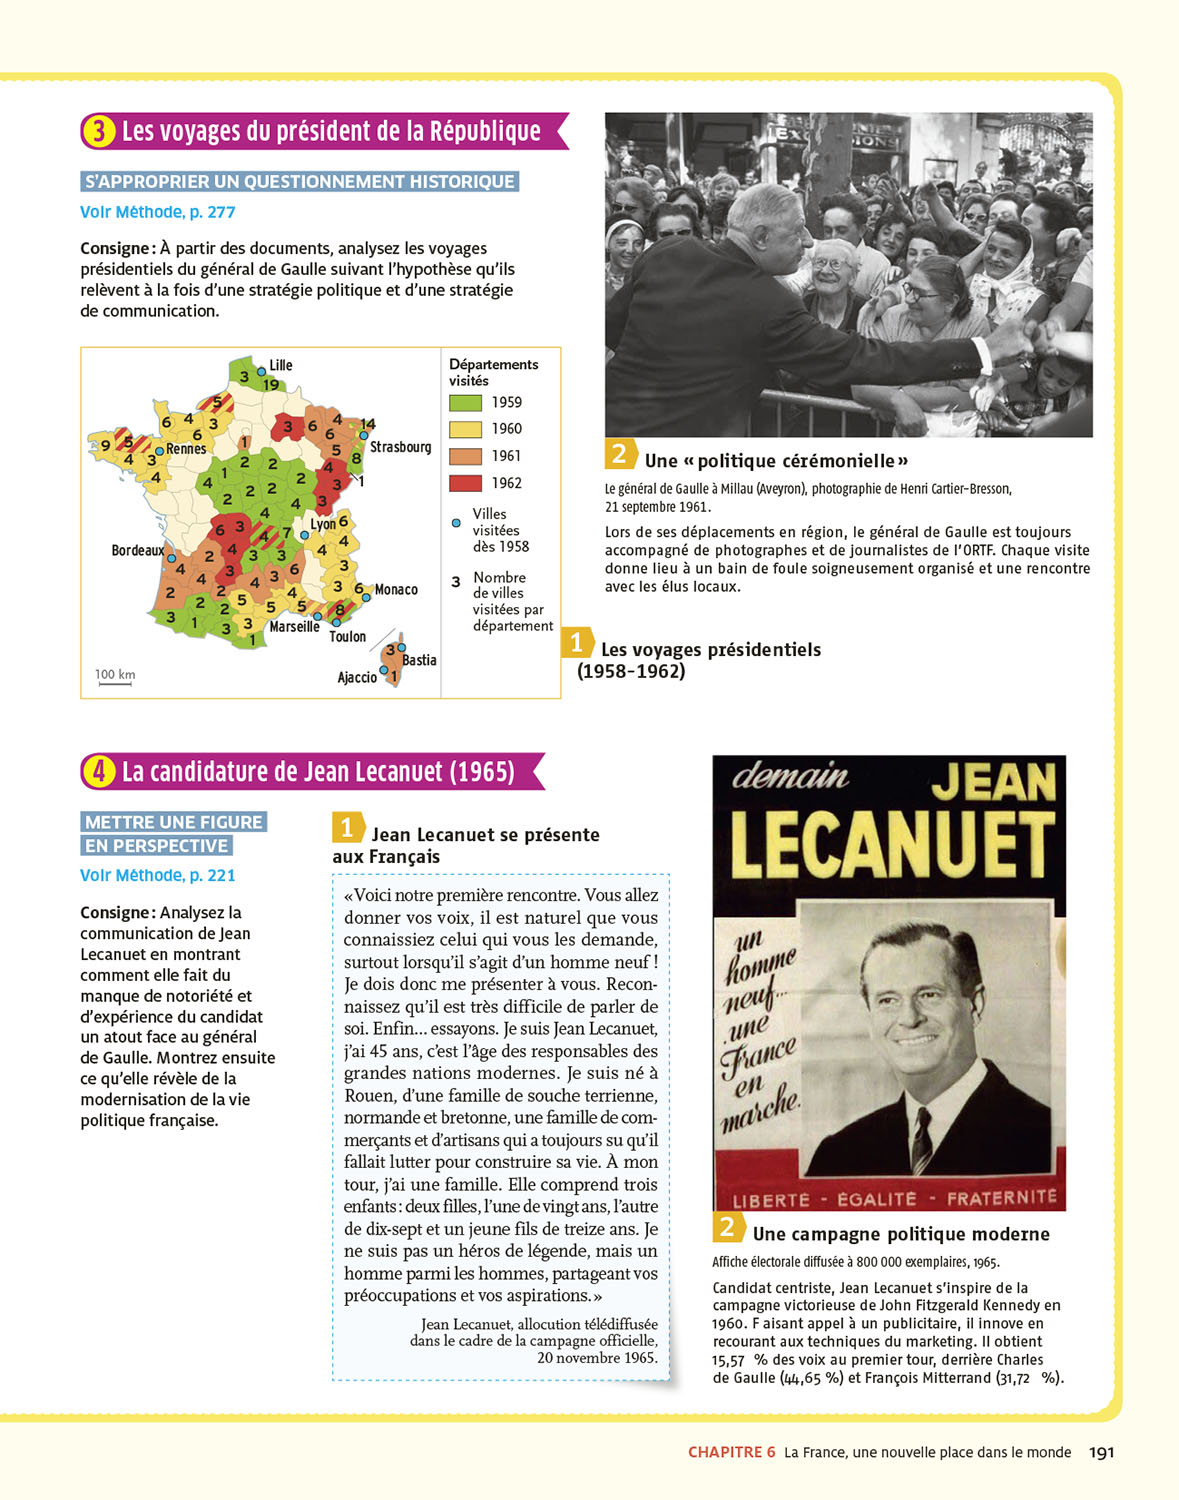 3 Les voyages du président de la République
S'APPROPRIER UN QUESTIONNEMENT HISTORIQUE
Voir Méthode, p. 277
Consigne : À partir des documents, analysez les voyages
présidentiels du général de Gaulle suivant l'hypothèse qu'ils
relèvent à la fois d'une stratégie politique et d'une stratégie
de communication.
Lille
3
19
5
6 4 3
6
9 5
4 3
4
Rennes
1
3 6 4 14
6
5
8
Strasbourg
4
3
1
2 2
4 1
2 2 2 2
4 4 3
Lyon
6 3 4 7
6
4
4
Bordeaux
2 4 3 3
4
4 2 3 4 3 6
3
2
2 2 5 5 4 5 3 6
8
Monaco
3 1 3 3
1
Marseille
Toulon
3
Bastia
Ajaccio
1
100 km
Départements
visités
1959
1960
1961
1962
Villes
visitées
dès 1958
3 Nombre
de villes
visitées par
département
1 Les voyages présidentiels
(1958-1962)
2 Une « politique cérémonielle »
Le général de Gaulle à Millau (Aveyron), photographie de Henri Cartier-Bresson,
21 septembre 1961.
Lors de ses déplacements en région, le général de Gaulle est toujours
accompagné de photographes et de journalistes de l'ORTF. Chaque visite
donne lieu à un bain de foule soigneusement organisé et une rencontre
avec les élus locaux.
4 La candidature de Jean Lecanuet (1965)
METTRE UNE FIGURE
EN PERSPECTIVE
Voir Méthode, p. 221
Consigne : Analysez la
communication de Jean
Lecanuet en montrant
comment elle fait du
manque de notoriété et
d'expérience du candidat
un atout face au général
de Gaulle. Montrez ensuite
ce qu'elle révèle de la
modernisation de la vie
politique française.
1 Jean Lecanuet se présente
aux Français
« Voici notre première rencontre. Vous allez
donner vos voix, il est naturel que vous
connaissiez celui qui vous les demande,
surtout lorsqu'il s'agit d'un homme neuf !
Je dois donc me présenter à vous. Recon-
naissez qu'il est très difficile de parler de
soi. Enfin... essayons. Je suis Jean Lecanuet,
j'ai 45 ans, c'est l'âge des responsables des
grandes nations modernes. Je suis né à
Rouen, d'une famille de souche terrienne,
normande et bretonne, une famille de com-
merçants et d'artisans qui a toujours su qu'il
fallait lutter pour construire sa vie. À mon
tour, j'ai une famille. Elle comprend trois
enfants : deux filles, l'une de vingt ans, l'autre
de dix-sept et un jeune fils de treize ans. Je
ne suis pas un héros de légende, mais un
homme parmi les hommes, partageant vos
préoccupations et vos aspirations. »
Jean Lecanuet, allocution télédiffusée
dans le cadre de la campagne officielle,
20 novembre 1965.
demain JEAN
LECANUET
un
homme
neuf...
une
France
en
marche.
LIBERTÉ - ÉGALITÉ - FRATERNITÉ
2 Une campagne politique moderne
Affiche électorale diffusée à 800 000 exemplaires, 1965.
Candidat centriste, Jean Lecanuet s'inspire de la
campagne victorieuse de John Fitzgerald Kennedy en
1960. F aisant appel à un publicitaire, il innove en
recourant aux techniques du marketing. Il obtient
15,57 % des voix au premier tour, derrière Charles
de Gaulle (44,65 %) et François Mitterrand (31,72 %).
CHAPITRE 6 La France, une nouvelle place dans le monde 191